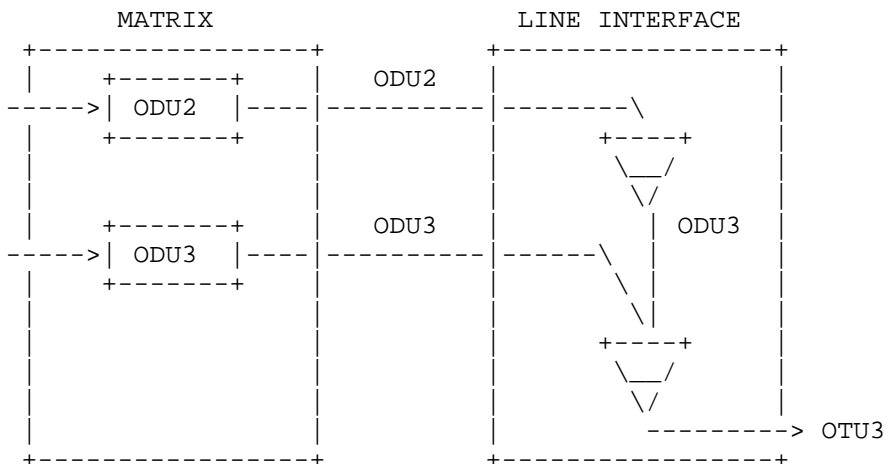 MATRIX LINE INTERFACE
ODU2
ODU2
ODU3 ODU3
ODU3
OTU3